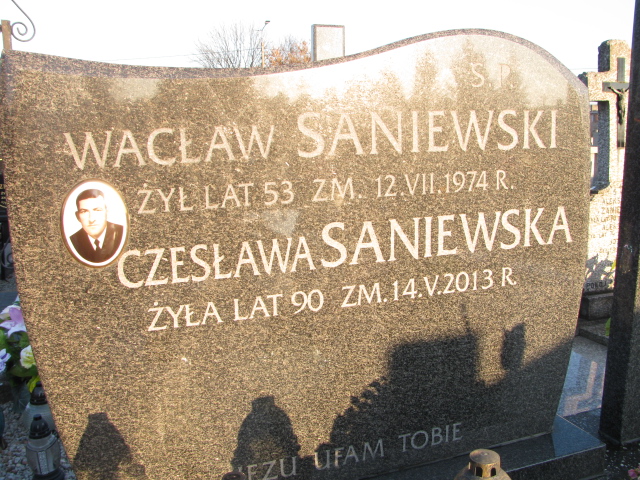 Ś.P.
WACŁAW SANIEWSKI
ŻYŁ LAT 53 ZM. 12.VII.1974 R.
CZESŁAWA SANIEWSKA
ŻYŁA LAT 90 ZM. 14.V.2013 R.
JEZU UFAM TOBIE